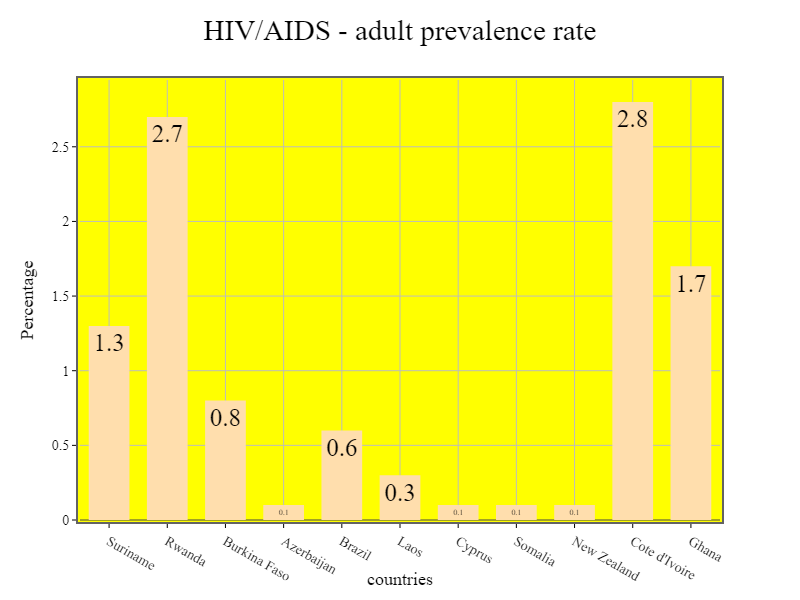 HIV/AIDS - adult prevalence rate
Percentage
2.5
2
1.5
1
0.5
0
1.3
2.7
0.8
0.1
0.6
0.3
0.1
0.1
0.1
2.8
1.7
Suriname
Rwanda
Burkina Faso
Azerbaijan
Brazil
Laos
Cyprus
Somalia
New Zealand
Cote d'Ivoire
Ghana
countries